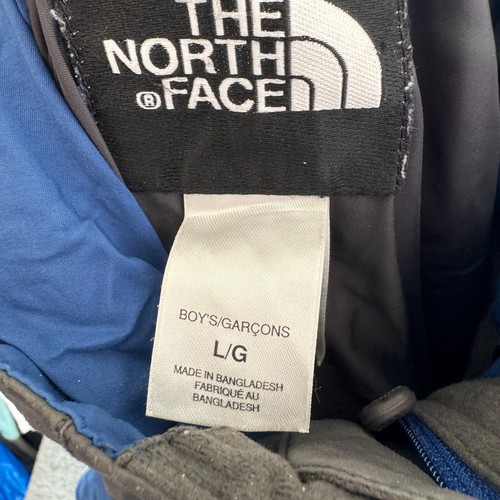 THE
NORTH
®FACE
BOY'S/GARÇONS
L/G
MADE IN BANGLADESH
FABRIQUÉ AU
BANGLADESH